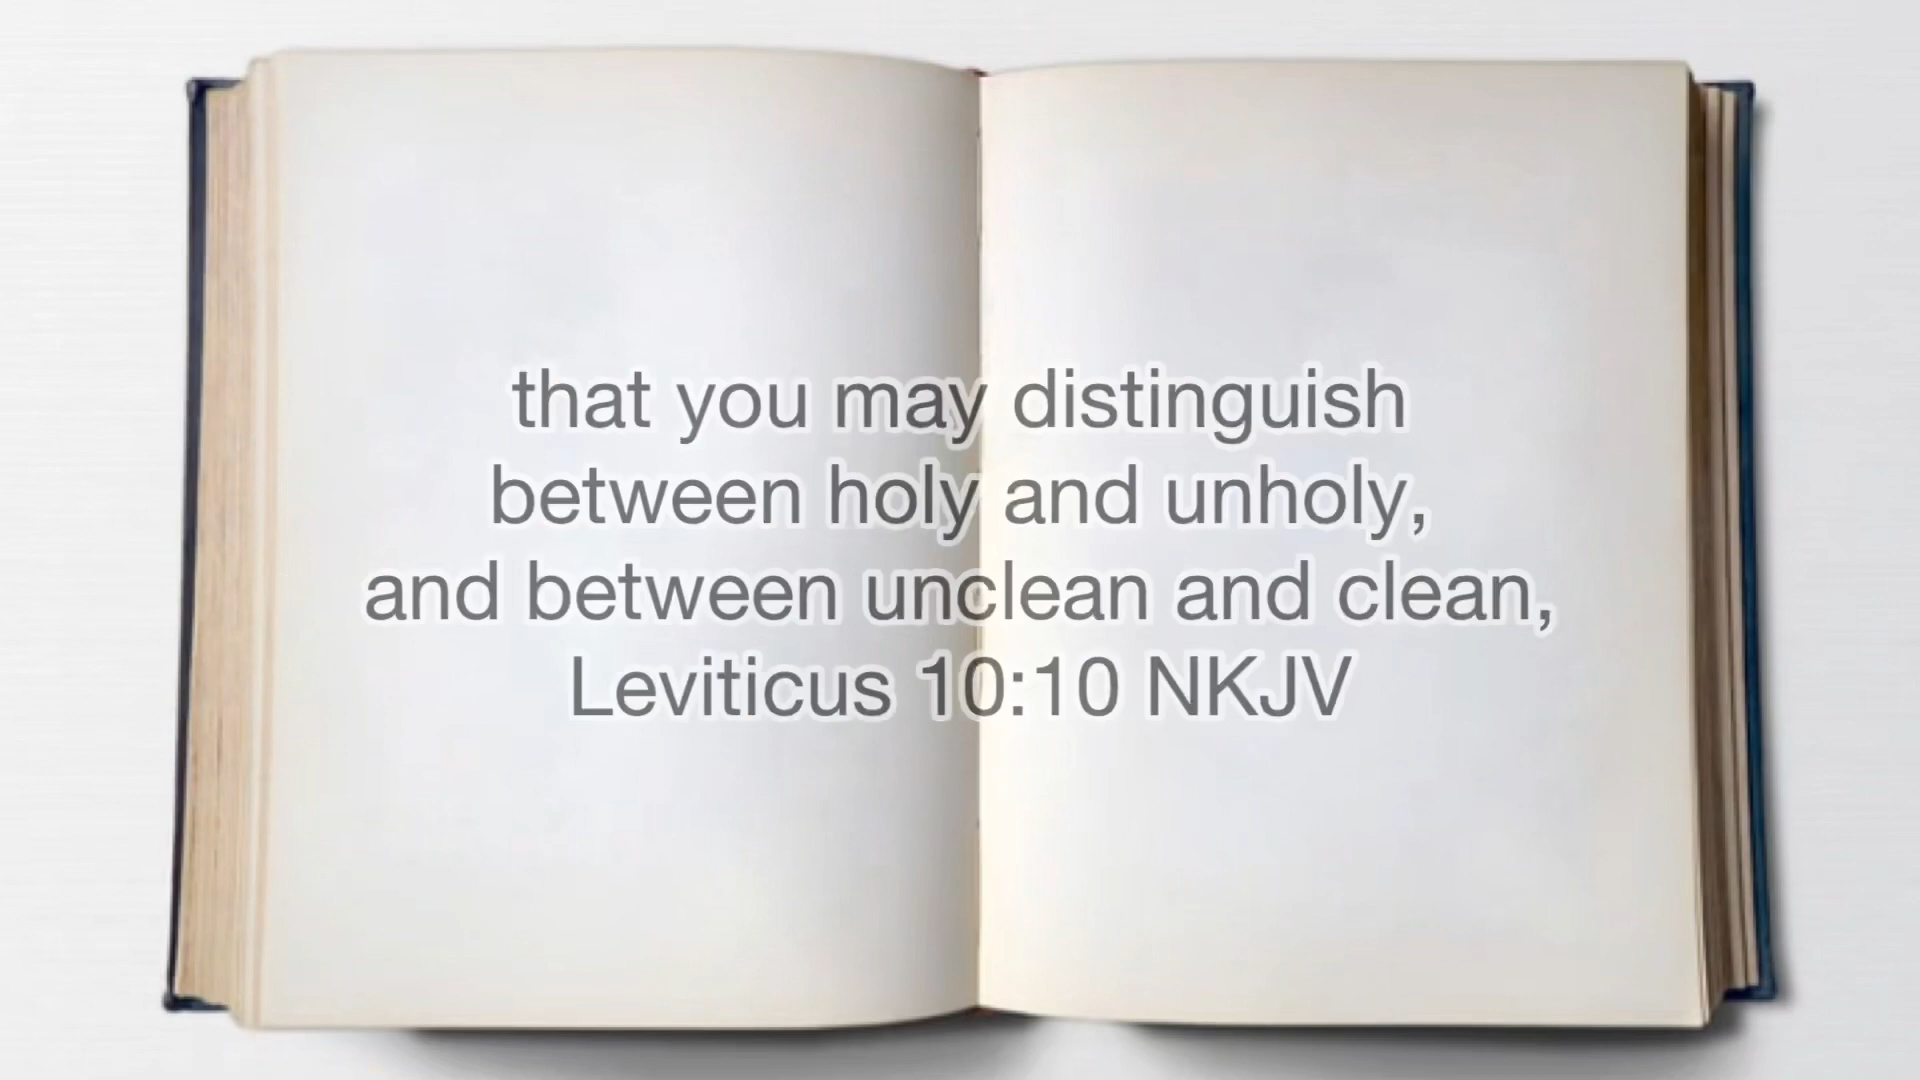 that you may distinguish
between holy and unholy,
and between unclean and clean,
Leviticus 10:10 NKJV